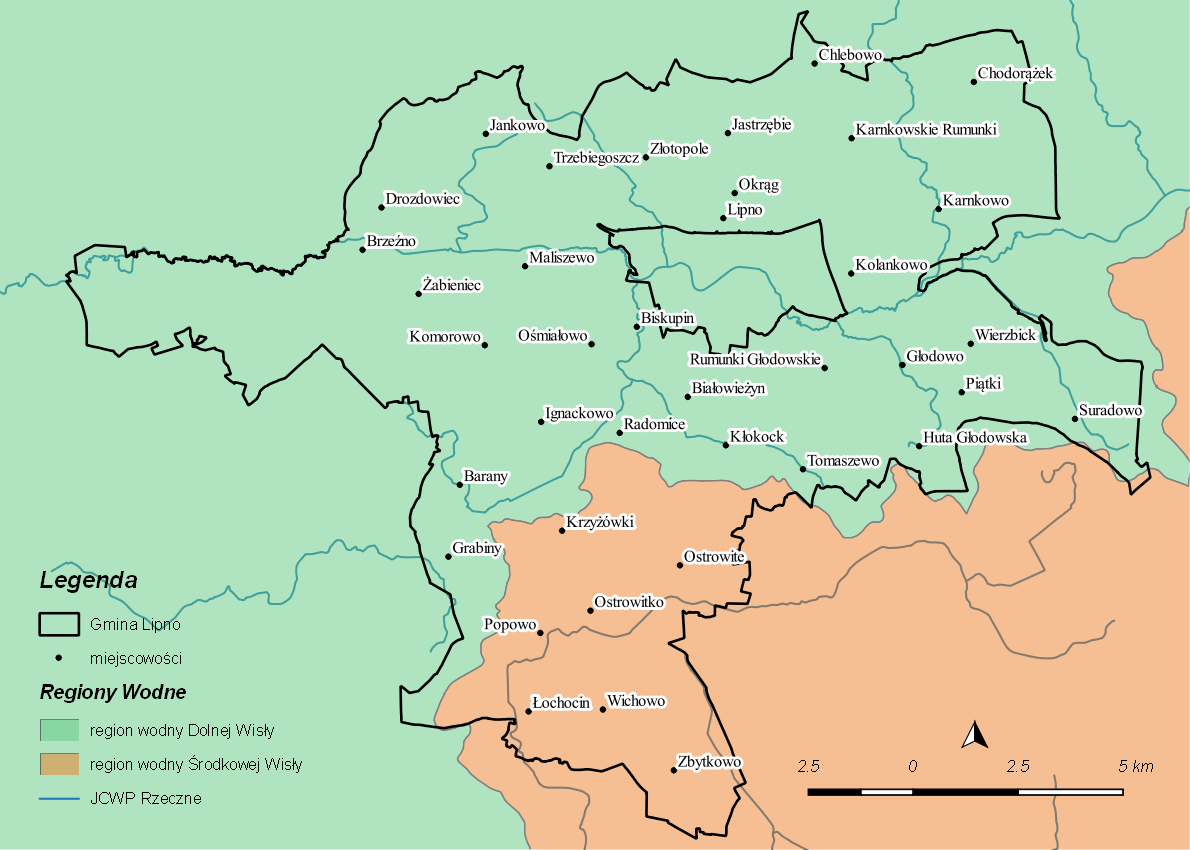 Chlebowo
Chodorążek
Jankowo
Jastrzębie
Karnkowskie Rumunki
Złotopole
Trzebiegoszcz
Okrąg
Drozdowiec
Karnkowo
Lipno
Brzeźno
Maliszewo
Kolankowo
Żabieniec
Biskupin
Komorowo
Ośmiałowo
Wierzbick
Rumunki Głodowskie
Głodowo
Białowieżyn
Piątki
Ignackowo
Suradowo
Radomice
Kłokock
Huta Głodowska
Tomaszewo
Barany
Krzyżówki
Grabiny
Ostrowite
Ostrowitko
Popowo
Łochocin
Wichowo
Zbytkowo
Legenda
Gmina Lipno
miejscowości
Regiony Wodne
region wodny Dolnej Wisły
region wodny Środkowej Wisły
JCWP Rzeczne
2.5 0 2.5 5 km